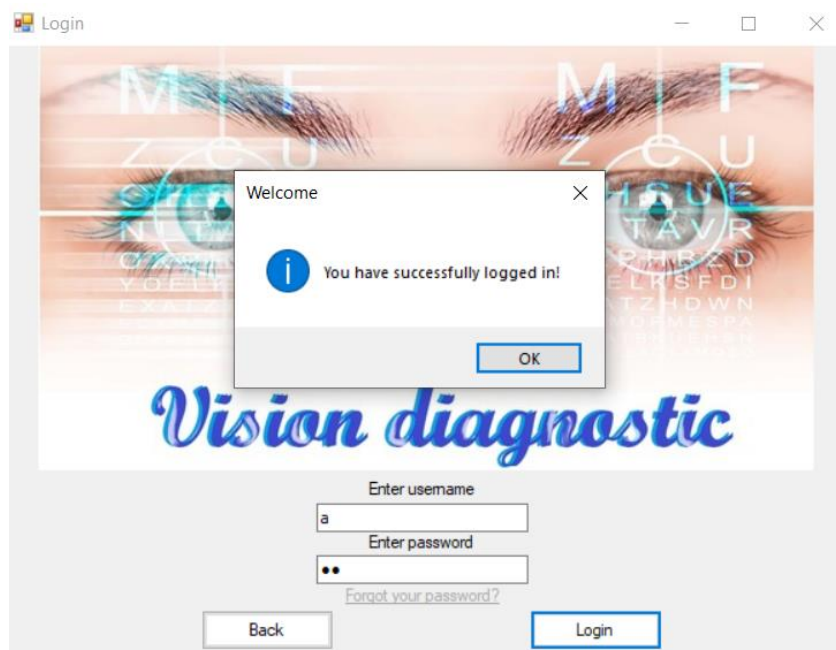 Login
M F M F
Z C U Z C U
Welcome
You have successfully logged in!
OK
Vision diagnostic
Enter username
a
Enter password
••
Forgot your password?
Back Login